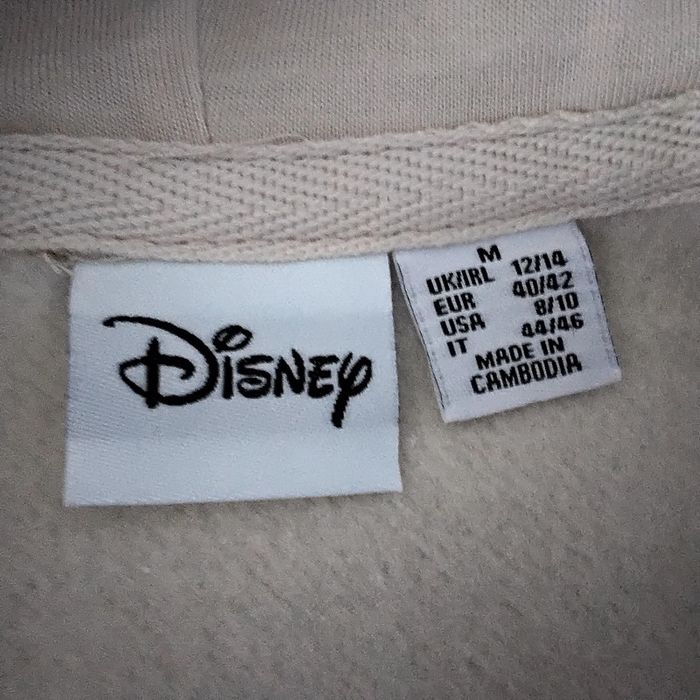 Disney
M
UK/IRL 12/14
EUR 40/42
USA 8/10
IT 44/46
MADE IN
CAMBODIA